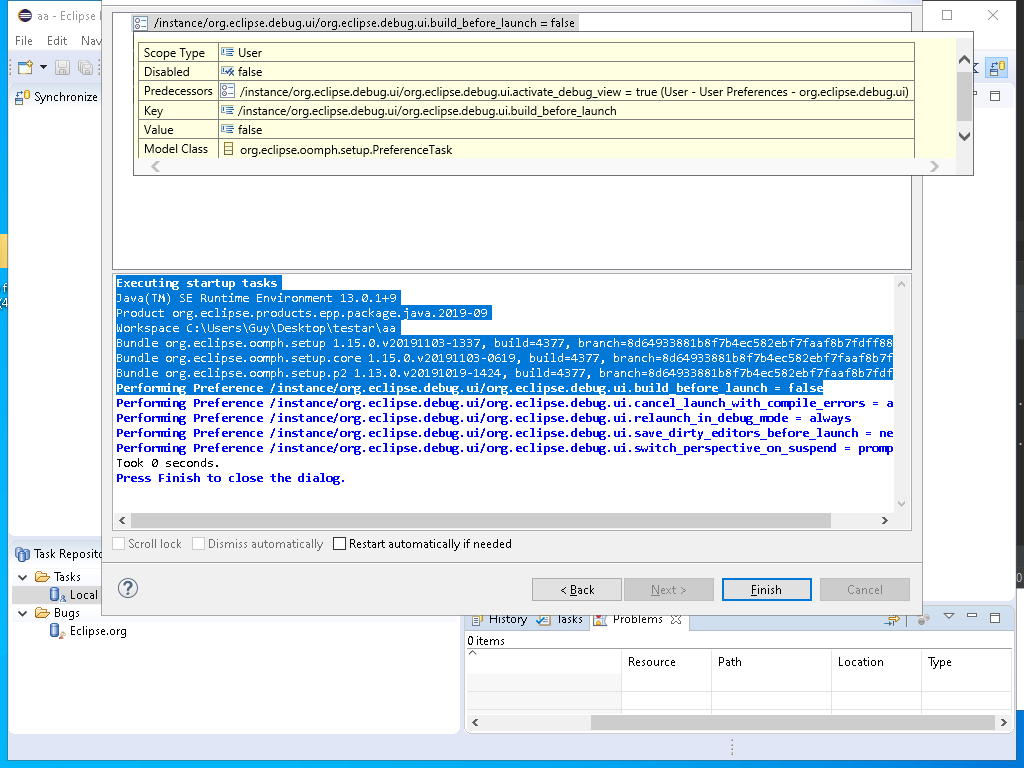 aa - Eclipse
/instance/org.eclipse.debug.ui/org.eclipse.debug.ui.build_before_launch = false
File Edit Nav
Synchronize
Scope Type User
Disabled false
Predecessors /instance/org.eclipse.debug.ui/org.eclipse.debug.ui.activate_debug_view = true (User - User Preferences - org.eclipse.debug.ui)
Key /instance/org.eclipse.debug.ui/org.eclipse.debug.ui.build_before_launch
Value false
Model Class org.eclipse.oomph.setup.PreferenceTask
Executing startup tasks
Java(TM) SE Runtime Environment 13.0.1+9
Product org.eclipse.products.epp.package.java.2019-09
Workspace C:\Users\Guy\Desktop\testar\aa
Bundle org.eclipse.oomph.setup 1.15.0.v20191103-1337, build=4377, branch=8d64933881b8f7b4ec582ebf7faaf8b7fdff88
Bundle org.eclipse.oomph.setup.core 1.15.0.v20191103-0619, build=4377, branch=8d64933881b8f7b4ec582ebf7faaf8b7f
Bundle org.eclipse.oomph.setup.p2 1.13.0.v20191019-1424, build=4377, branch=8d64933881b8f7b4ec582ebf7faaf8b7fdf
Performing Preference /instance/org.eclipse.debug.ui/org.eclipse.debug.ui.build_before_launch = false
Performing Preference /instance/org.eclipse.debug.ui/org.eclipse.debug.ui.cancel_launch_with_compile_errors = a
Performing Preference /instance/org.eclipse.debug.ui/org.eclipse.debug.ui.relaunch_in_debug_mode = always
Performing Preference /instance/org.eclipse.debug.ui/org.eclipse.debug.ui.save_dirty_editors_before_launch = ne
Performing Preference /instance/org.eclipse.debug.ui/org.eclipse.debug.ui.switch_perspective_on_suspend = promp
Took 0 seconds.
Press Finish to close the dialog.
Scroll lock Dismiss automatically Restart automatically if needed
< Back Next > Finish Cancel
Task Reposito
Tasks
Local
Bugs
Eclipse.org
History Tasks Problems
0 items
Resource Path Location Type